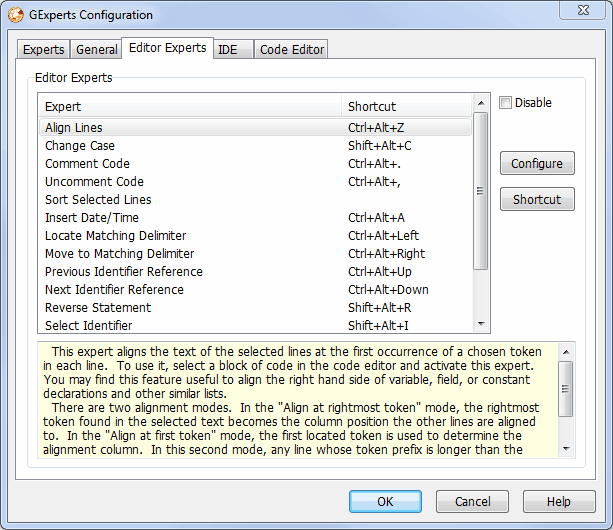 GExperts Configuration
Experts General Editor Experts IDE Code Editor
Editor Experts
Expert Shortcut
Disable
Align Lines Ctrl+Alt+Z
Change Case Shift+Alt+C
Comment Code Ctrl+Alt+.
Configure
Uncomment Code Ctrl+Alt+,
Sort Selected Lines
Shortcut
Insert Date/Time Ctrl+Alt+A
Locate Matching Delimiter Ctrl+Alt+Left
Move to Matching Delimiter Ctrl+Alt+Right
Previous Identifier Reference Ctrl+Alt+Up
Next Identifier Reference Ctrl+Alt+Down
Reverse Statement Shift+Alt+R
Select Identifier Shift+Alt+I
This expert aligns the text of the selected lines at the first occurrence of a chosen token
in each line. To use it, select a block of code in the code editor and activate this expert.
You may find this feature useful to align the right hand side of variable, field, or constant
declarations and other similar lists.
There are two alignment modes. In the "Align at rightmost token" mode, the rightmost
token found in the selected text becomes the column position the other lines are aligned
to. In the "Align at first token" mode, the first located token is used to determine the
alignment column. In this second mode, any line whose token prefix is longer than the
OK Cancel Help